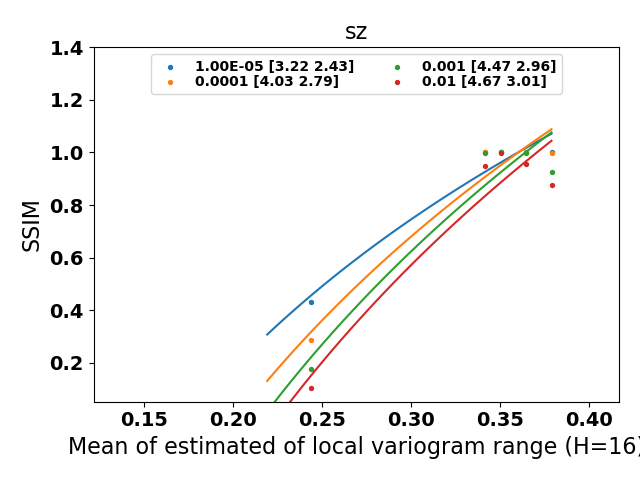 sz
1.4
1.00E-05 [3.22 2.43] 0.001 [4.47 2.96]
0.0001 [4.03 2.79] 0.01 [4.67 3.01]
1.2
1.0
0.8
0.6
0.4
0.2
SSIM
0.15 0.20 0.25 0.30 0.35 0.40
Mean of estimated of local variogram range (H=16)